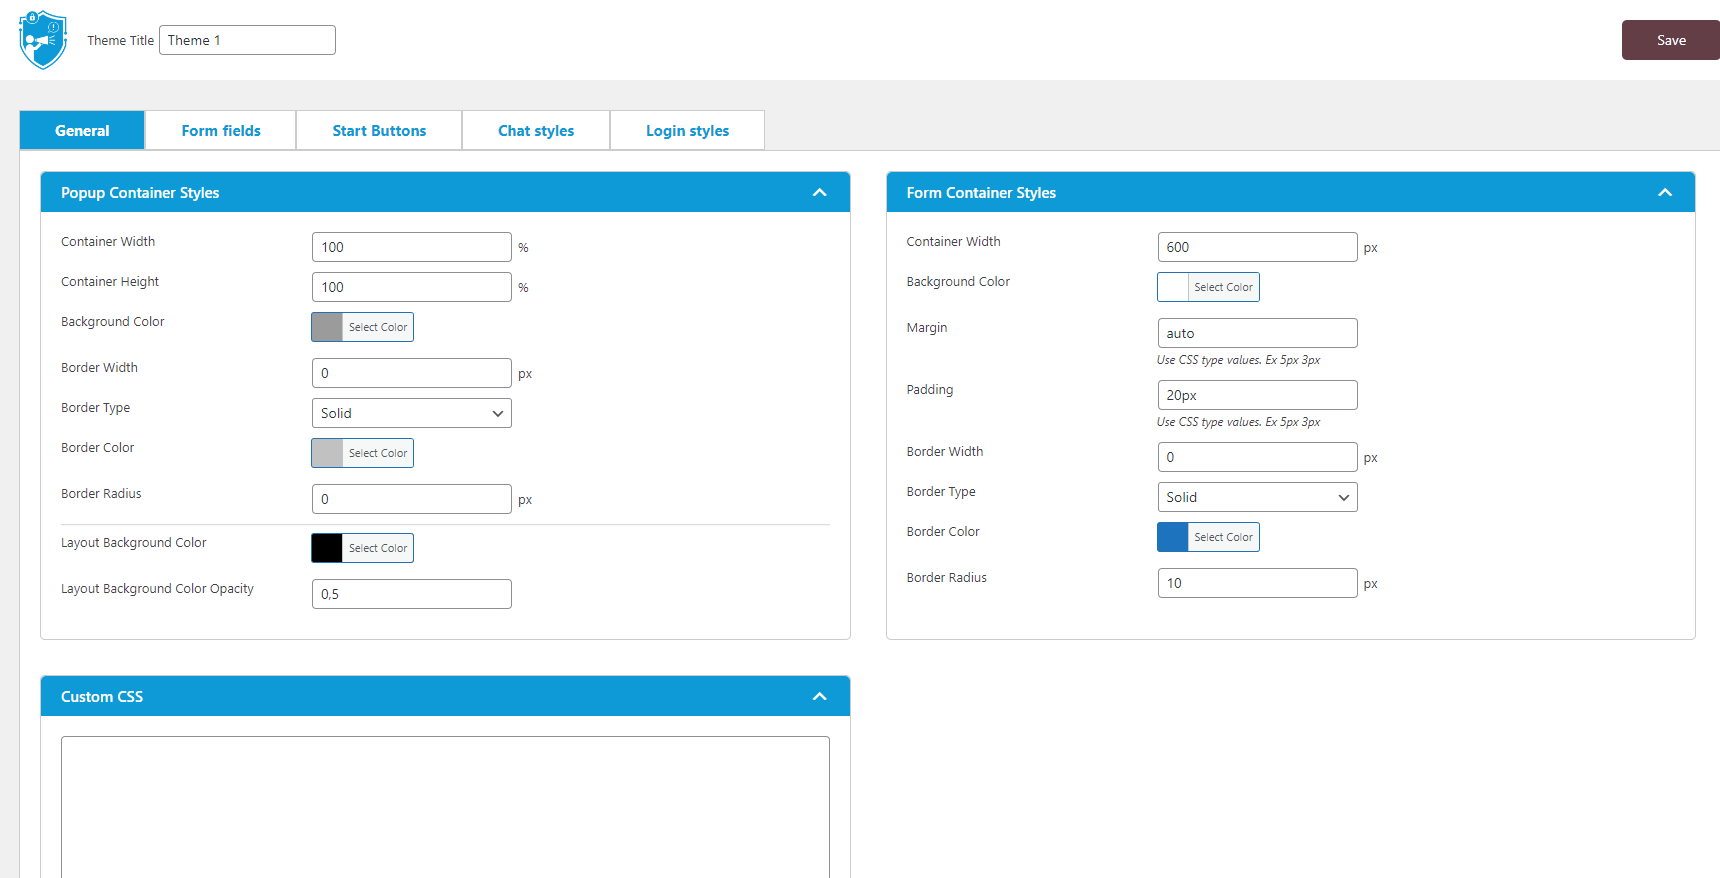 Theme Title Theme 1
Save
General Form fields Start Buttons Chat styles Login styles
Popup Container Styles
Container Width 100 %
Container Height 100 %
Background Color Select Color
Border Width 0 px
Border Type Solid
Border Color Select Color
Border Radius 0 px
Layout Background Color Select Color
Layout Background Color Opacity 0,5
Form Container Styles
Container Width 600 px
Background Color Select Color
Margin auto
Use CSS type values. Ex 5px 3px
Padding 20px
Use CSS type values. Ex 5px 3px
Border Width 0 px
Border Type Solid
Border Color Select Color
Border Radius 10 px
Custom CSS